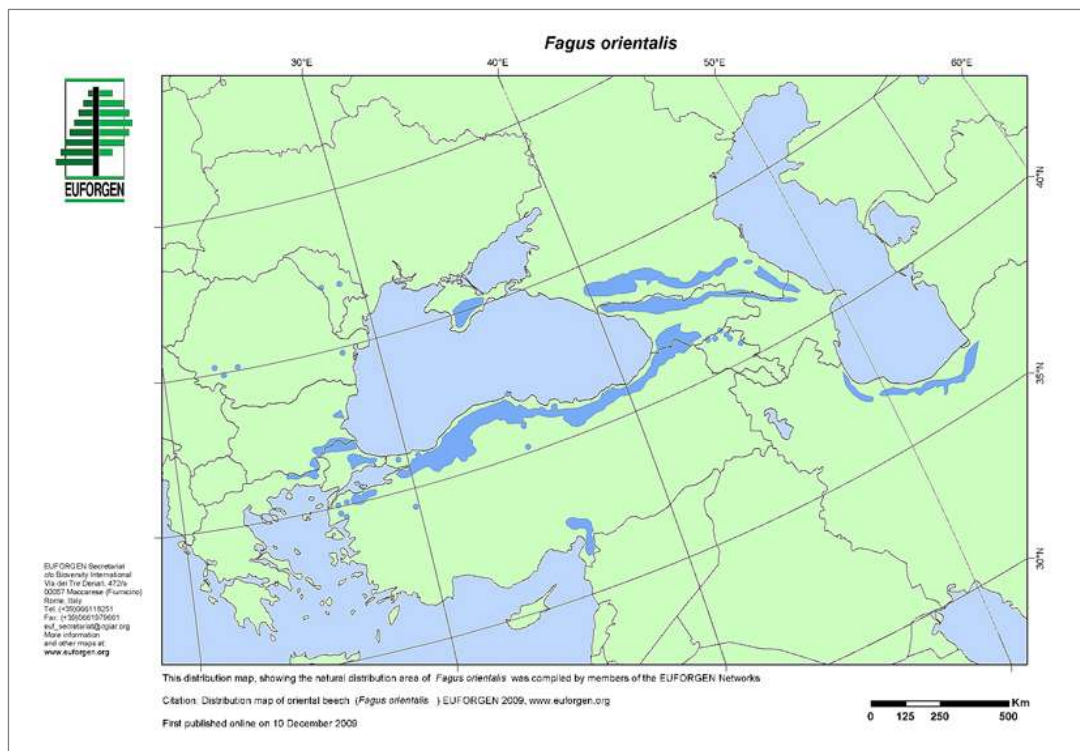 Fagus orientalis
30°E
40°E
50°E
60°E
40°N
35°N
30°N
EUFORGEN
EUFORGEN Secretariat
c/o Bioversity International
Via dei Tre Denari, 472/a
00057 Maccarese (Fiumicino)
Rome, Italy
Tel. (+39)066118251
Fax: (+39)0661979661
euf_secretariat@cgiar.org
More information
and other maps at:
www.euforgen.org
This distribution map, showing the natural distribution area of Fagus orientalis was compiled by members of the EUFORGEN Networks
Citation: Distribution map of oriental beech (Fagus orientalis ) EUFORGEN 2009, www.euforgen.org
First published online on 10 December 2009
Km
0 125 250 500